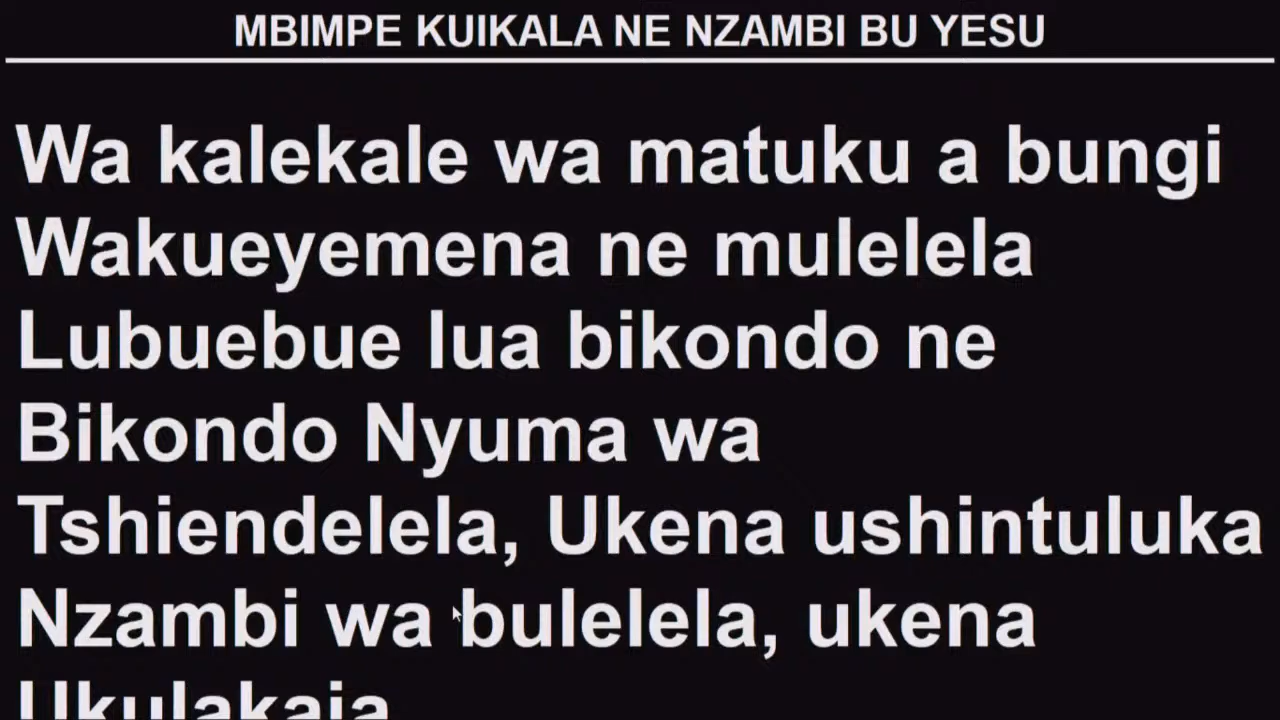 MBIMPE KUIKALA NE NZAMBI BU YESU
Wa kalekale wa matuku a bungi
Wakueyemena ne mulelela
Lubuebue lua bikondo ne
Bikondo Nyuma wa
Tshiendelela, Ukena ushintuluka
Nzambi wa bulelela, ukena